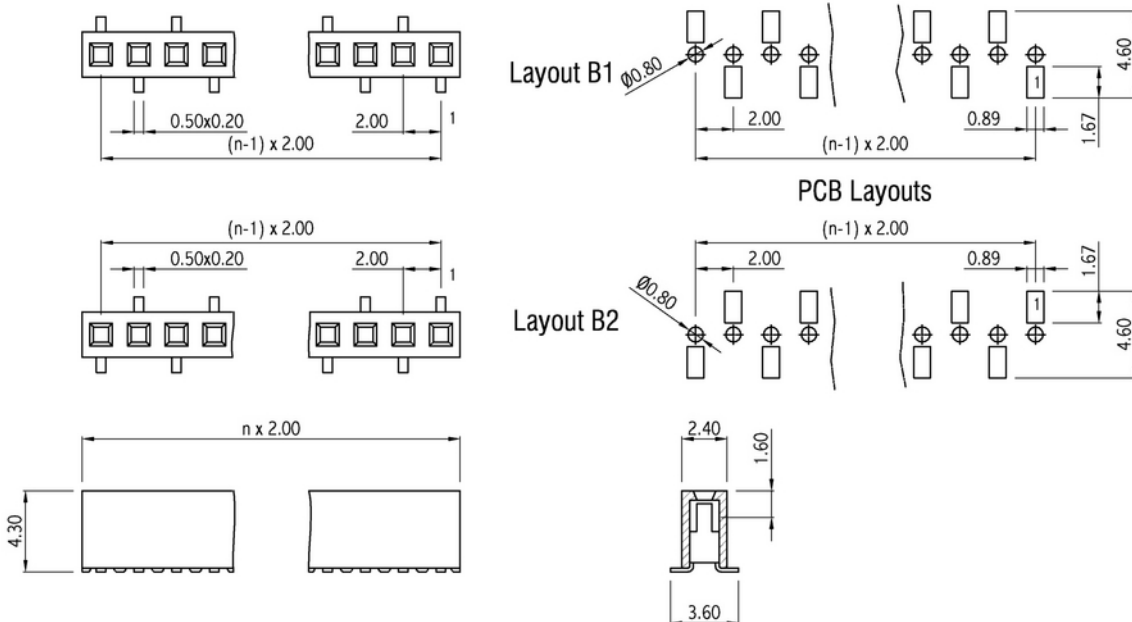 0.50x0.20
2.00
1
(n-1) x 2.00
Layout B1
Ø0.80
2.00
0.89
1
1.67
4.60
(n-1) x 2.00
PCB Layouts
(n-1) x 2.00
0.50x0.20
2.00
1
Layout B2
(n-1) x 2.00
2.00
0.89
Ø0.80
1
1.67
4.60
n x 2.00
4.30
2.40
1.60
3.60